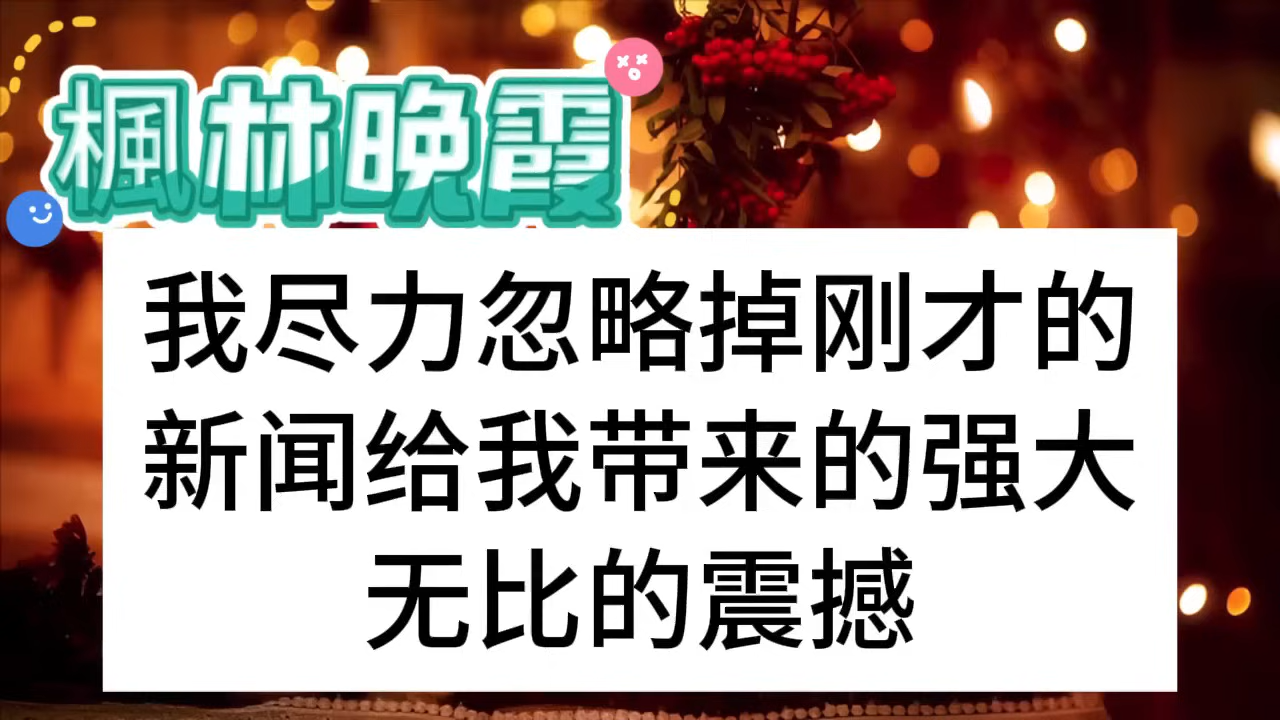 楓林晚霞
我尽力忽略掉刚才的
新闻给我带来的强大
无比的震撼